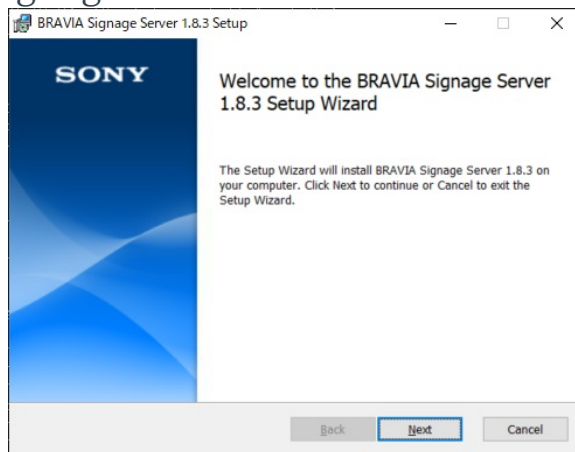 BRAVIA Signage Server 1.8.3 Setup
SONY
Welcome to the BRAVIA Signage Server
1.8.3 Setup Wizard
The Setup Wizard will install BRAVIA Signage Server 1.8.3 on
your computer. Click Next to continue or Cancel to exit the
Setup Wizard.
Back
Next
Cancel